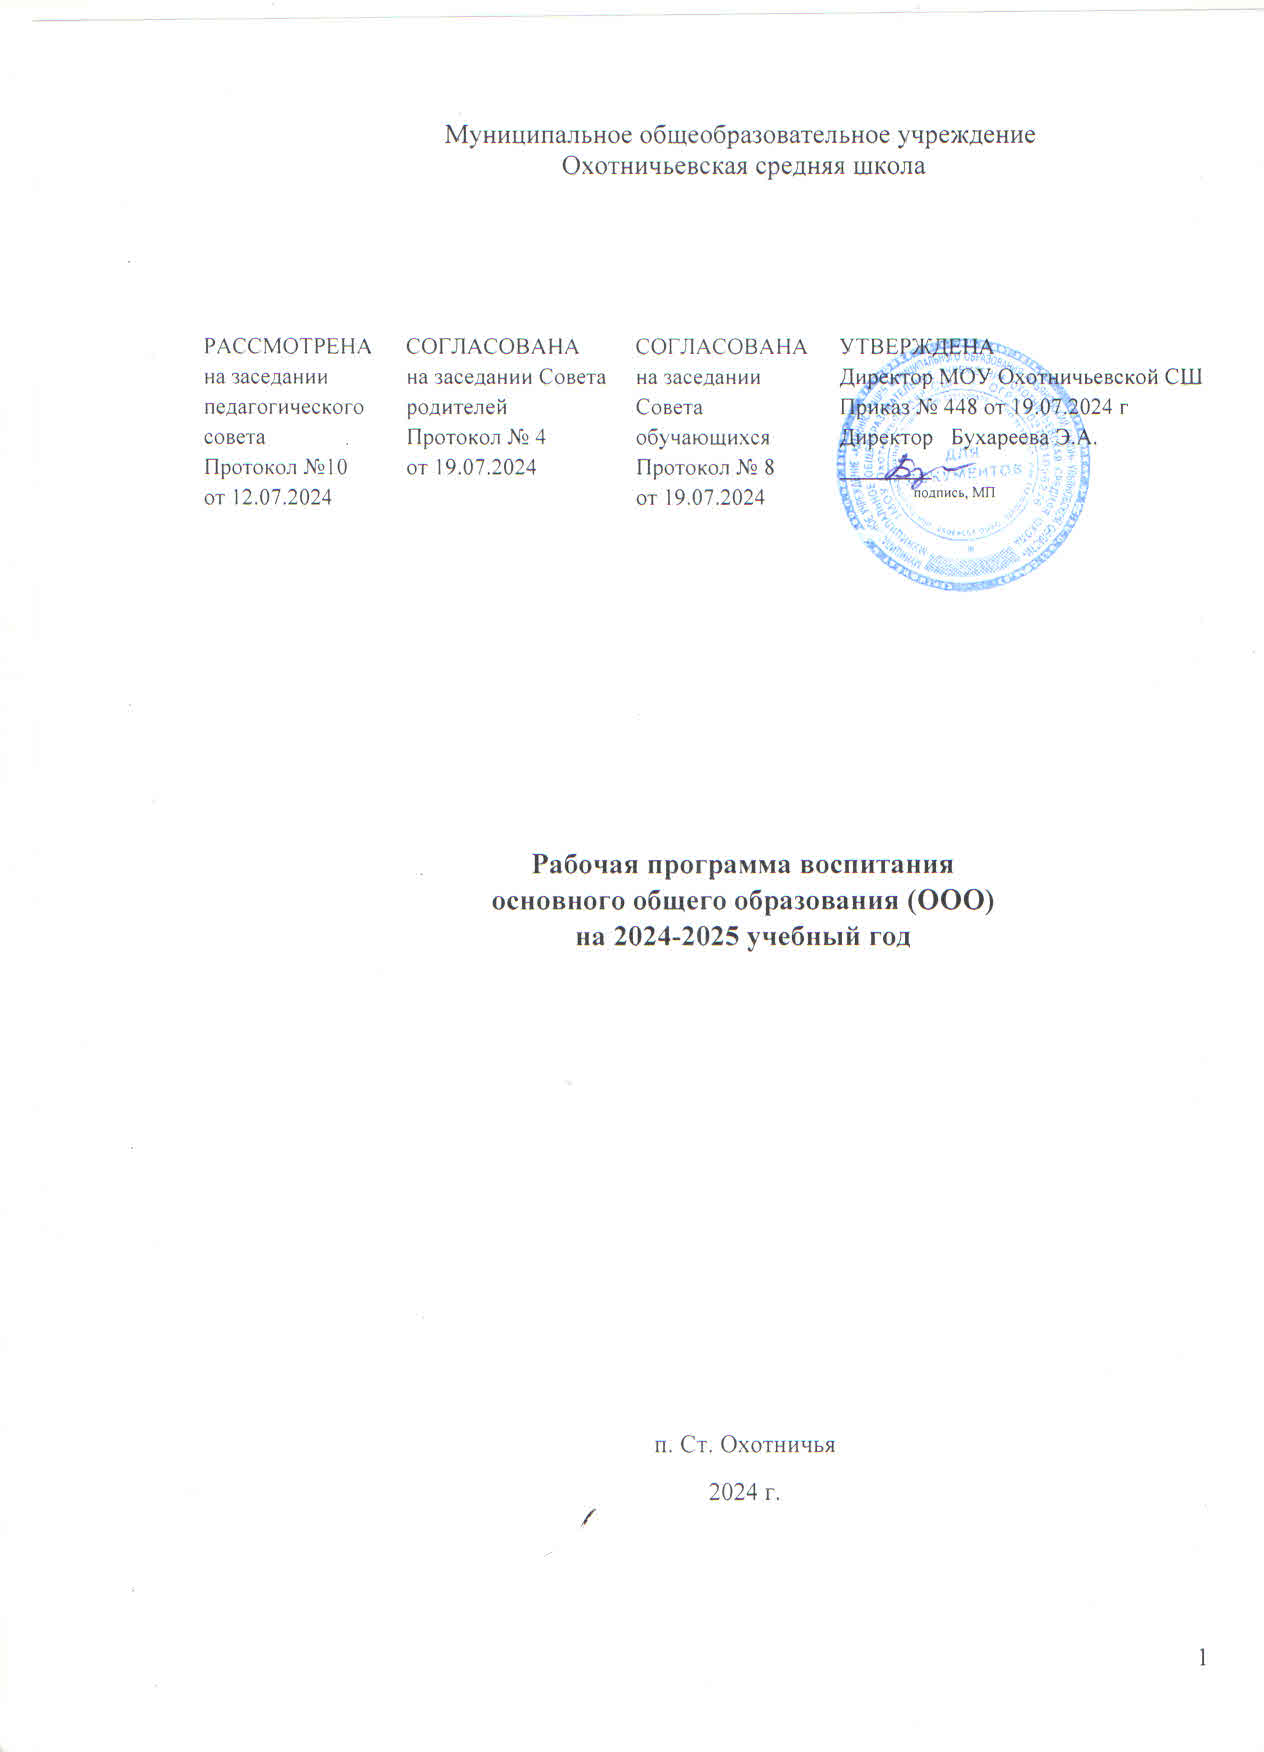 Муниципальное общеобразовательное учреждение
Охотничьевская средняя школа
РАССМОТРЕНА
на заседании
педагогического
совета
Протокол №10
от 12.07.2024
СОГЛАСОВАНА
на заседании Совета
родителей
Протокол № 4
от 19.07.2024
СОГЛАСОВАНА
на заседании
Совета
обучающихся
Протокол № 8
от 19.07.2024
УТВЕРЖДЕНА
Директор МОУ Охотничьевской СШ
Приказ № 448 от 19.07.2024 г
Директор Бухареева Э.А.
подпись, МП
ДЛЯ
ДОКУМЕНТОВ
Рабочая программа воспитания
основного общего образования (ООО)
на 2024-2025 учебный год
п. Ст. Охотничья
2024 г.
1